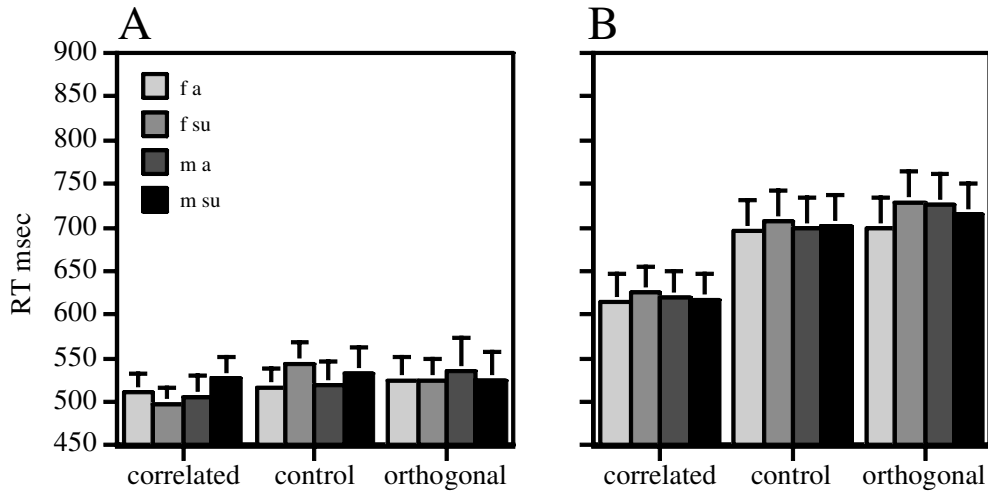 A
B
RT msec
900
850
800
750
700
650
600
550
500
450
f a
f su
m a
m su
correlated control orthogonal
correlated control orthogonal